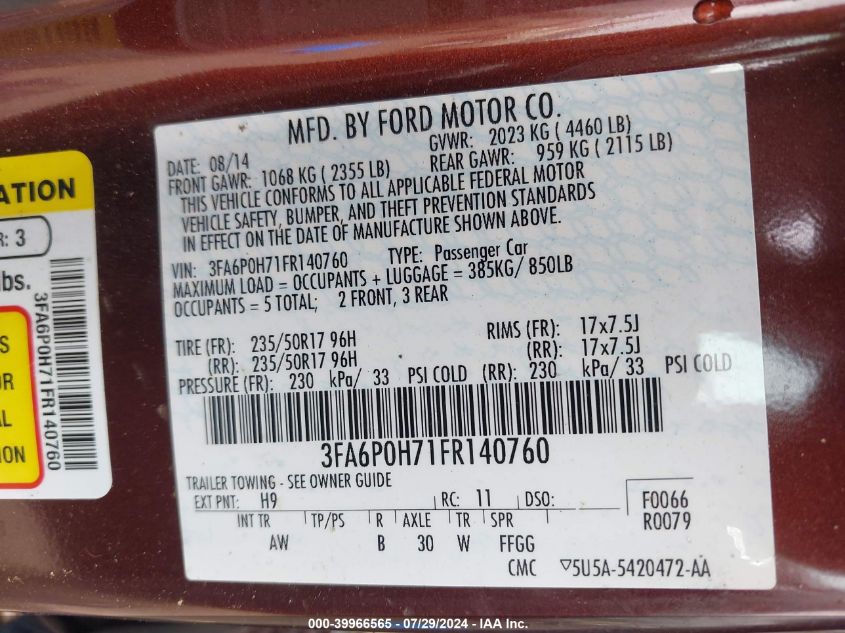 MFD. BY FORD MOTOR CO.
DATE: 08/14 GVWR: 2023 KG ( 4460 LB)
FRONT GAWR: 1068 KG ( 2355 LB) REAR GAWR: 959 KG ( 2115 LB)
THIS VEHICLE CONFORMS TO ALL APPLICABLE FEDERAL MOTOR
VEHICLE SAFETY, BUMPER, AND THEFT PREVENTION STANDARDS
IN EFFECT ON THE DATE OF MANUFACTURE SHOWN ABOVE.
VIN: 3FA6P0H71FR140760 TYPE: Passenger Car
MAXIMUM LOAD = OCCUPANTS + LUGGAGE = 385KG/ 850LB
OCCUPANTS = 5 TOTAL; 2 FRONT, 3 REAR
TIRE (FR): 235/50R17 96H RIMS (FR): 17x7.5J
(RR): 235/50R17 96H (RR): 17x7.5J
PRESSURE (FR): 230 kPa/ 33 PSI COLD (RR): 230 kPa/ 33 PSI COLD
3FA6P0H71FR140760
TRAILER TOWING - SEE OWNER GUIDE
EXT PNT: H9 RC: 11 DSO: F0066
R0079
INT TR TP/PS R AXLE TR SPR
AW B 30 W FFGG
CMC ▽5U5A-5420472-AA
ATION
R: 3
lbs.
3FA6P0H71FR140760
S
OR
AL
ION
000-39966565 - 07/29/2024 - IAA Inc.